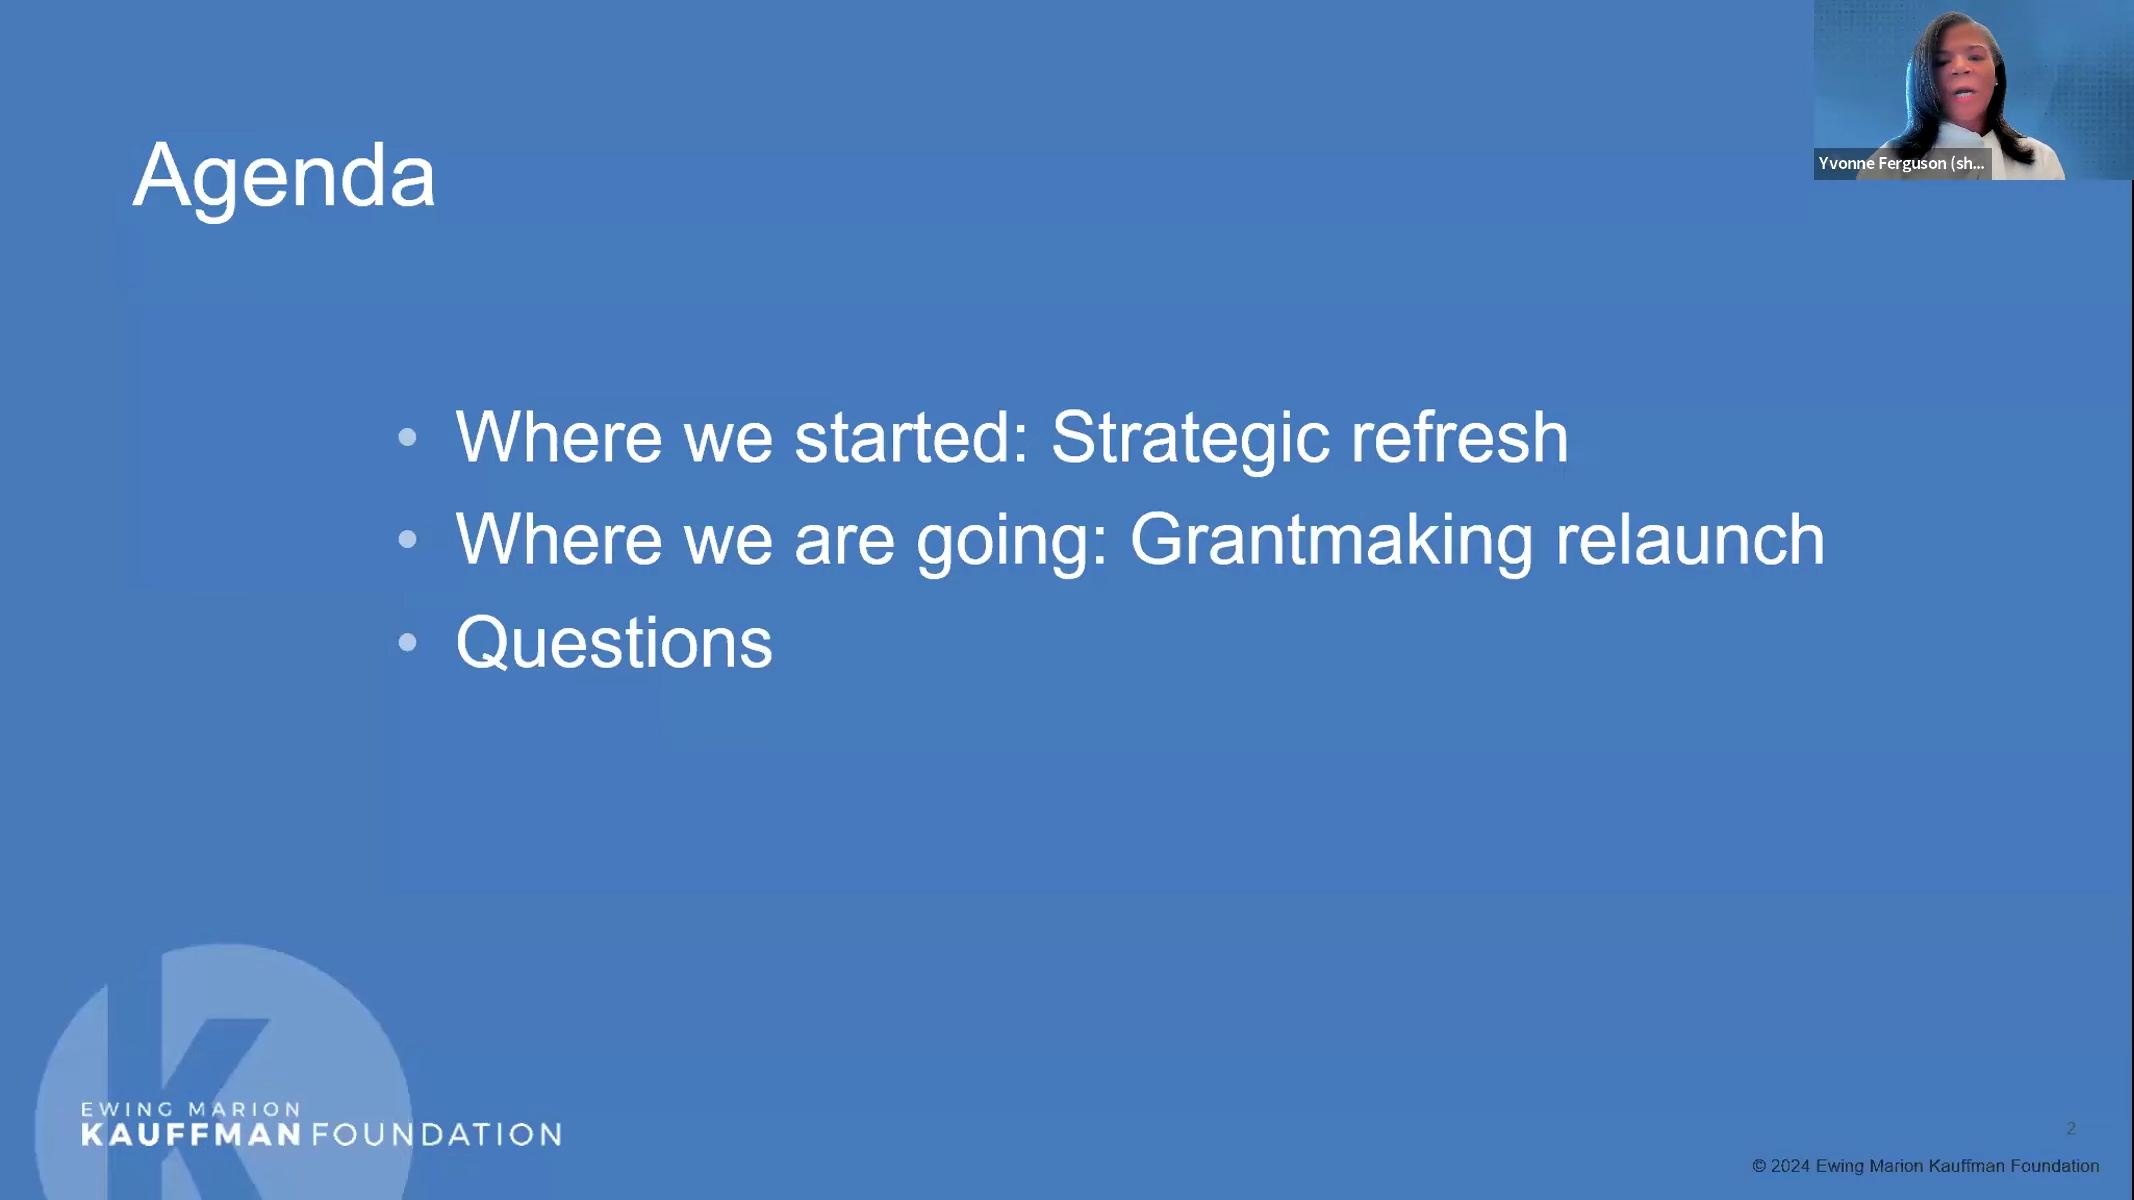 Agenda
Yvonne Ferguson (sh...
• Where we started: Strategic refresh
• Where we are going: Grantmaking relaunch
• Questions
EWING MARION
KAUFFMAN FOUNDATION
2
© 2024 Ewing Marion Kauffman Foundation